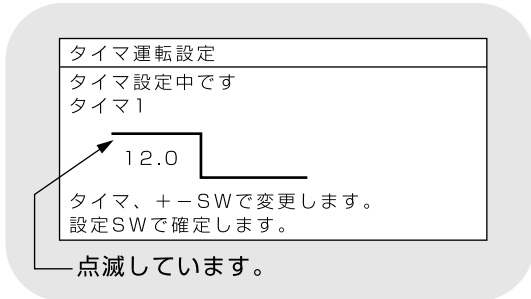 タイマ運転設定
タイマ設定中です
タイマ1
12.0
タイマ、+-SWで変更します。
設定SWで確定します。
点滅しています。